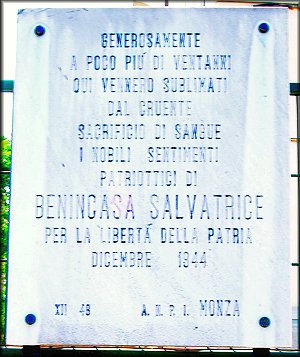 GENEROSAMENTE
A POCO PIÙ DI VENTANNI
QUI VENNERO SUBLIMATI
DAL CRUENTE
SACRIFICIO DI SANGUE
I NOBILI SENTIMENTI
PATRIOTTICI DI
BENINCASA SALVATRICE
PER LA LIBERTÀ DELLA PATRIA
DICEMBRE 1944
XII 48 A.N.P.I. MONZA